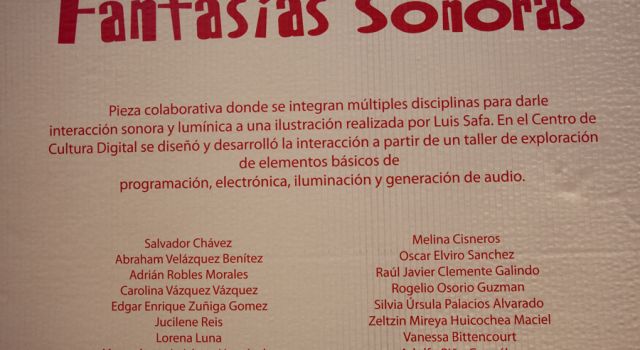 Fantasías Sonoras
Pieza colaborativa donde se integran múltiples disciplinas para darle
interacción sonora y lumínica a una ilustración realizada por Luis Safa. En el Centro de
Cultura Digital se diseñó y desarrolló la interacción a partir de un taller de exploración
de elementos básicos de
programación, electrónica, iluminación y generación de audio.
Salvador Chávez
Abraham Velázquez Benítez
Adrián Robles Morales
Carolina Vázquez Vázquez
Edgar Enrique Zuñiga Gomez
Jucilene Reis
Lorena Luna
Melina Cisneros
Oscar Elviro Sanchez
Raúl Javier Clemente Galindo
Rogelio Osorio Guzman
Silvia Úrsula Palacios Alvarado
Zeltzin Mireya Huicochea Maciel
Vanessa Bittencourt